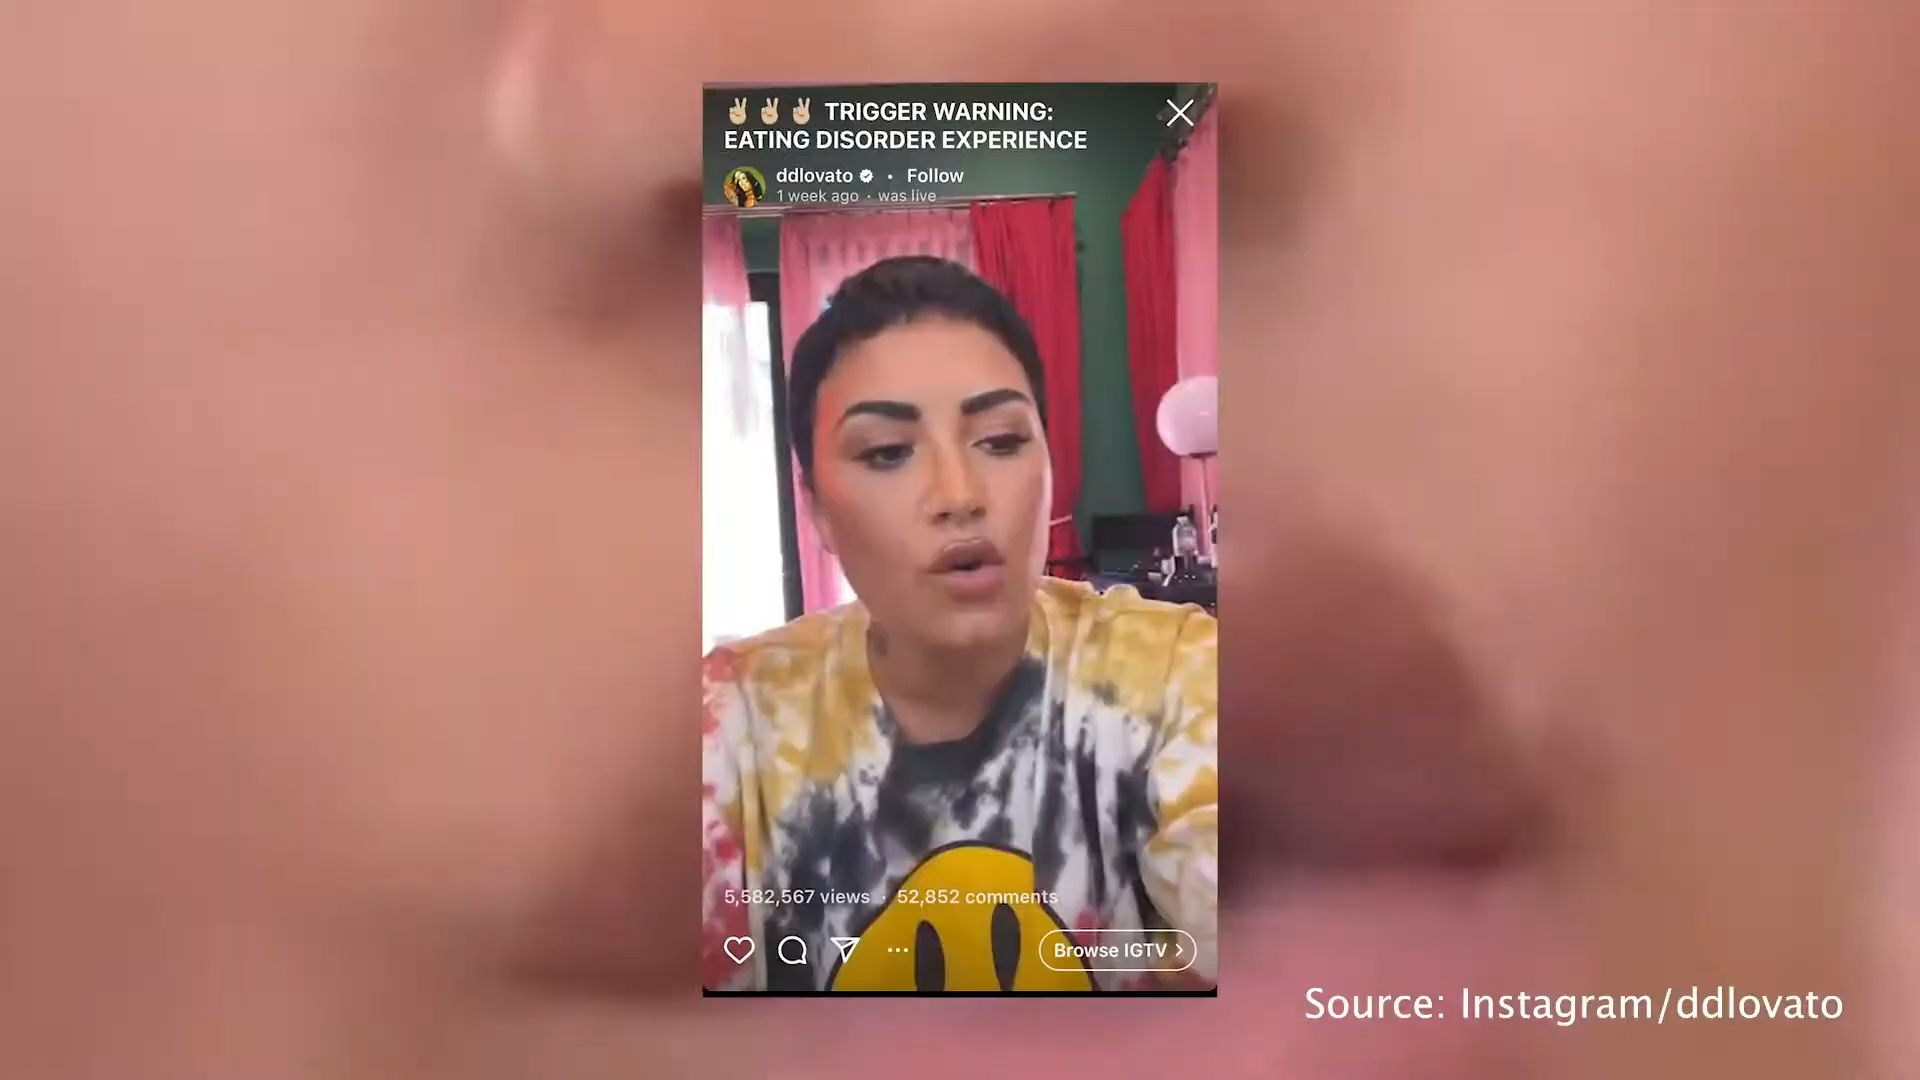 ✌🏼✌🏼✌🏼 TRIGGER WARNING:
EATING DISORDER EXPERIENCE
ddlovato • Follow
1 week ago · was live
5,582,567 views · 52,852 comments
Browse IGTV >
Source: Instagram/ddlovato